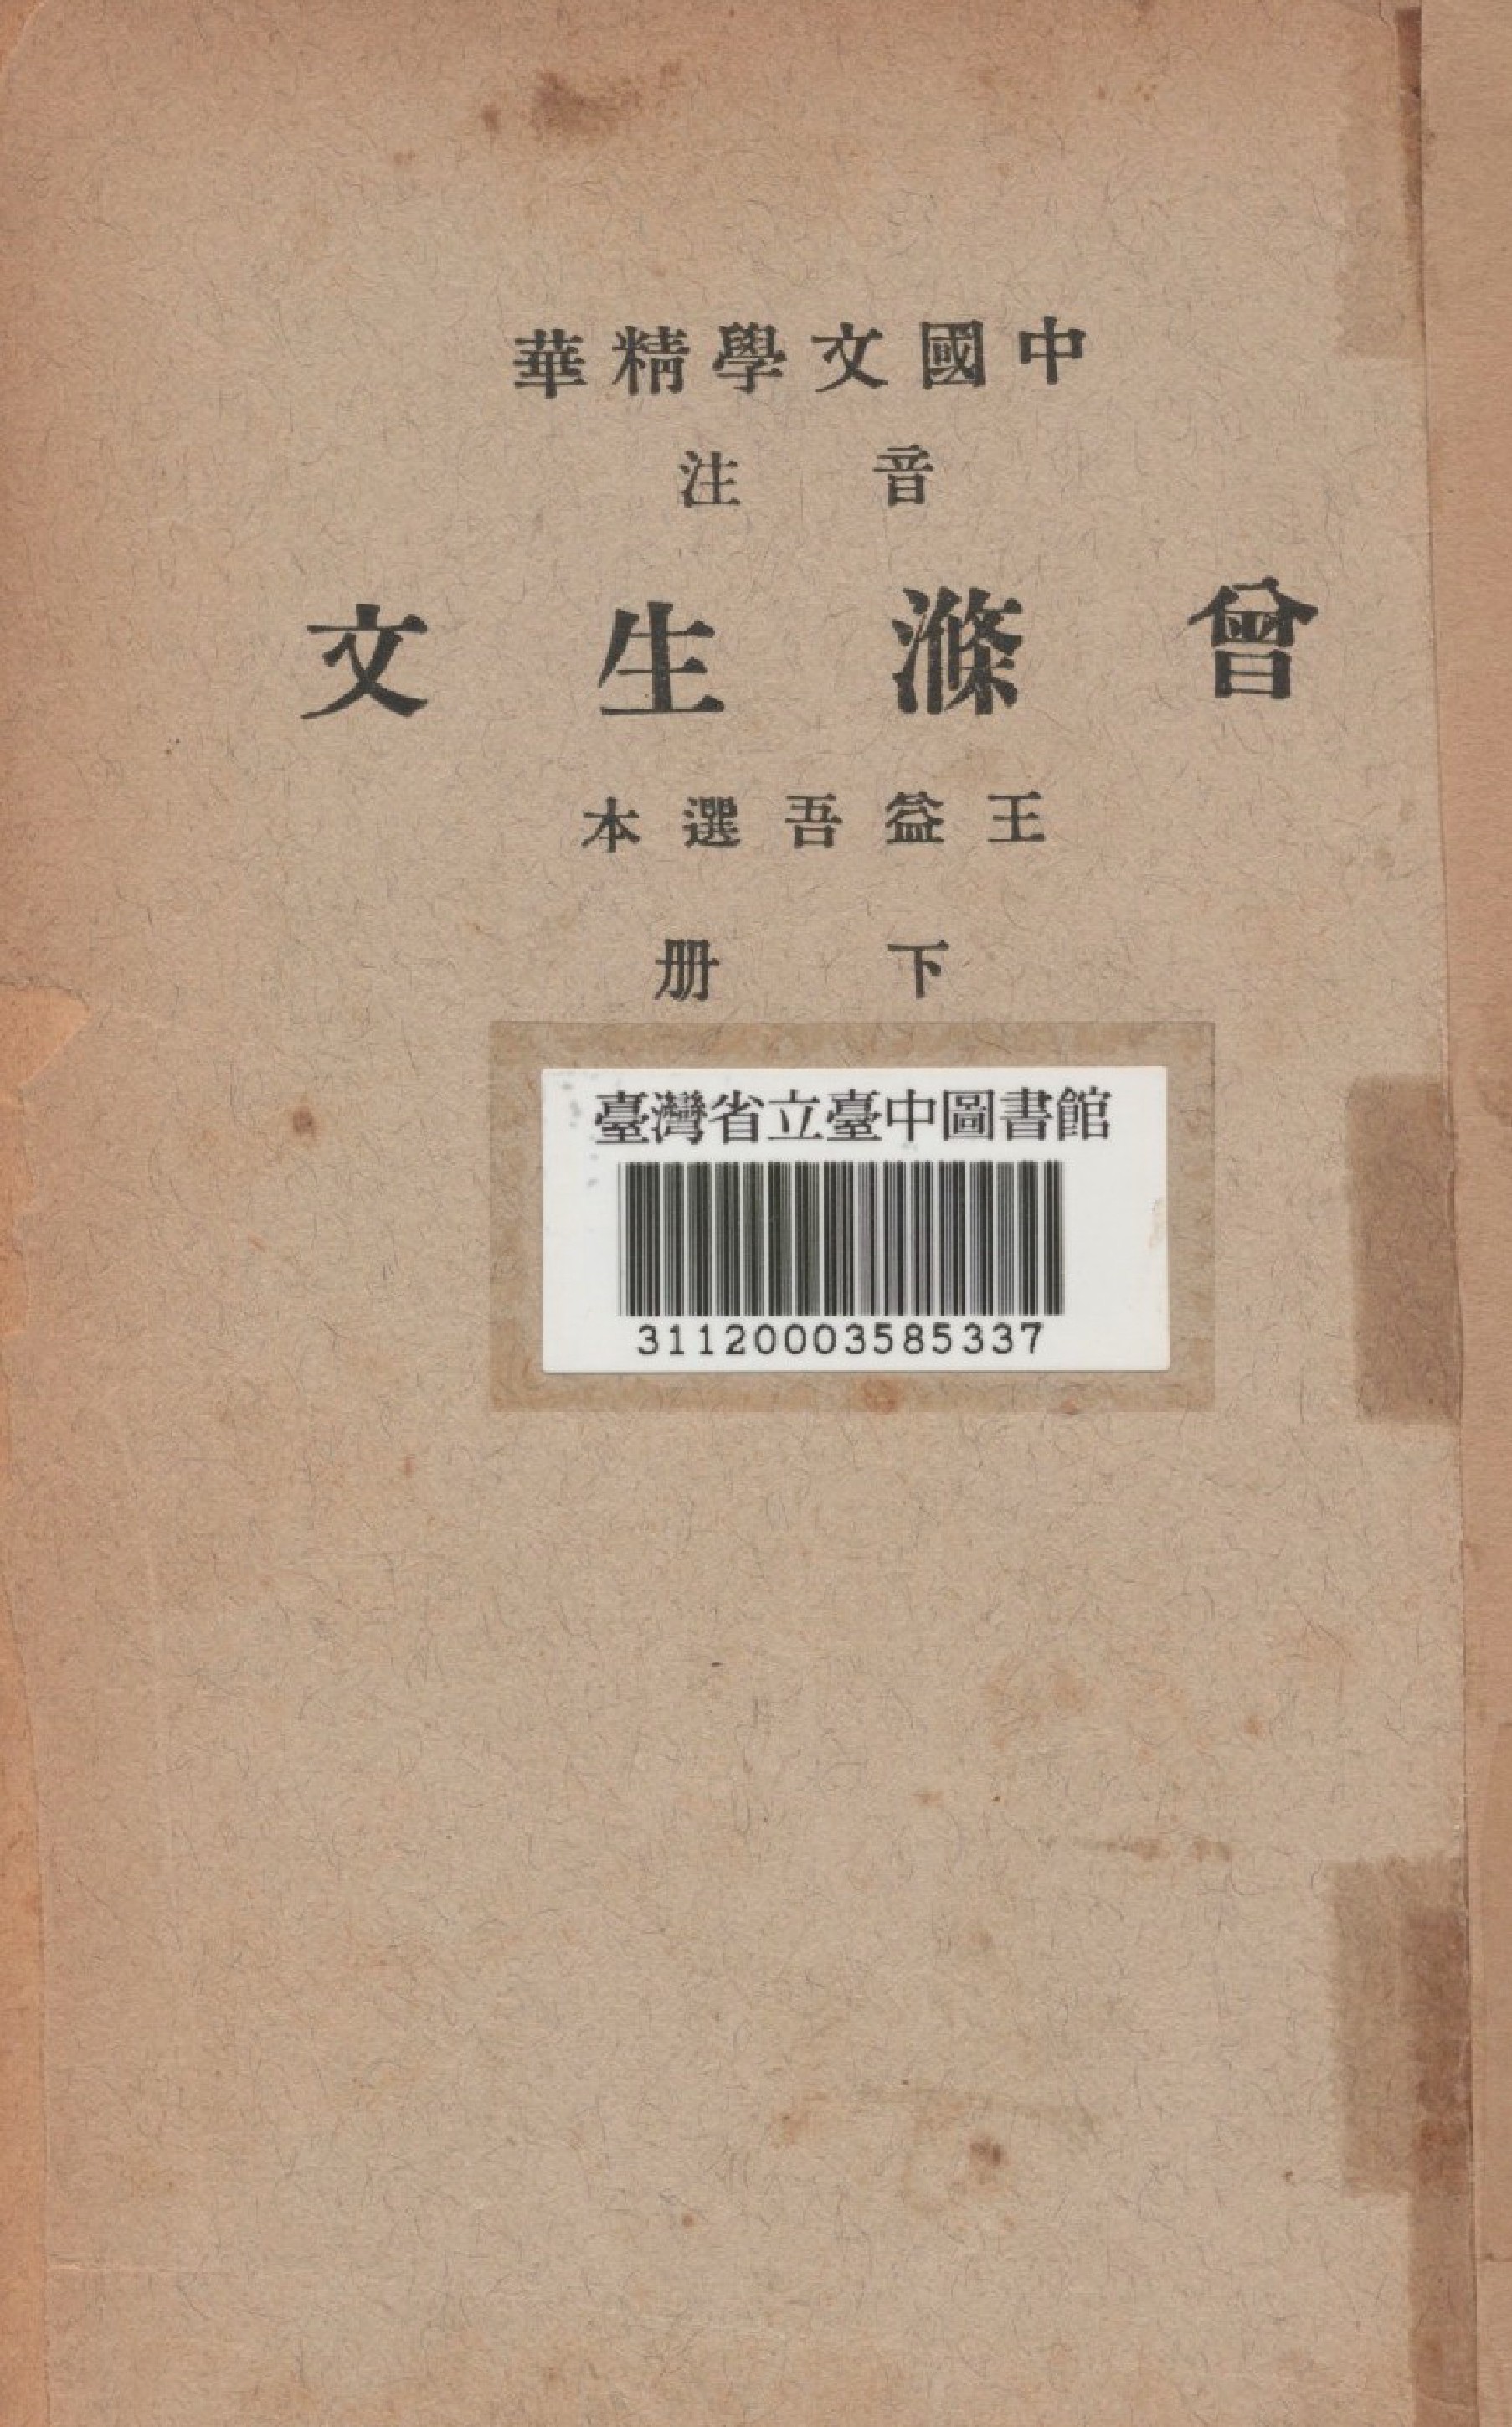 中國文學精華
音注
曾滌生文
王益吾選本
下册
臺灣省立臺中圖書館
31120003585337